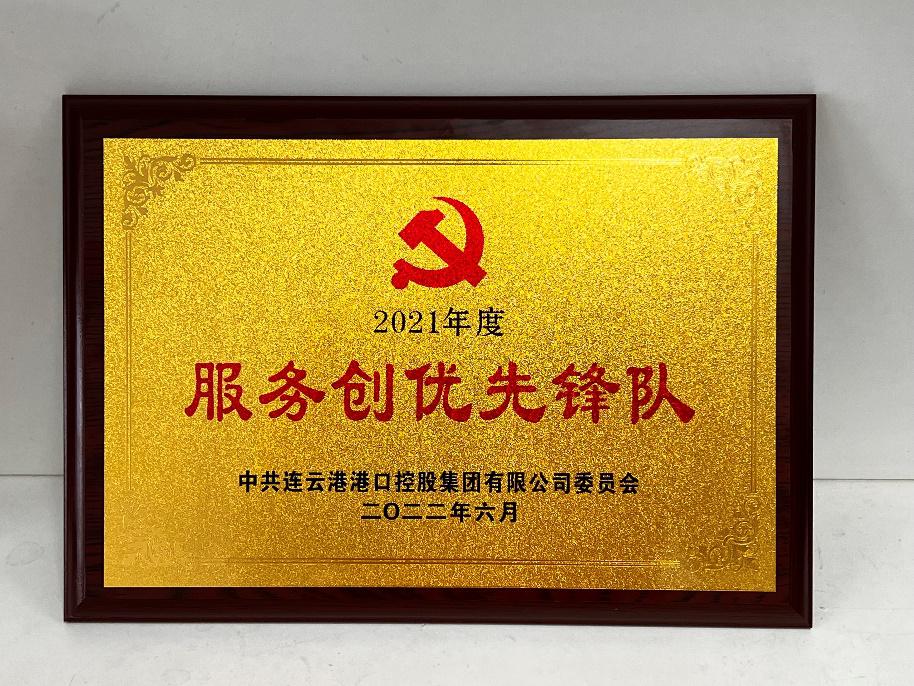 2021年度
服务创优先锋队
中共连云港港口控股集团有限公司委员会
二〇二二年六月